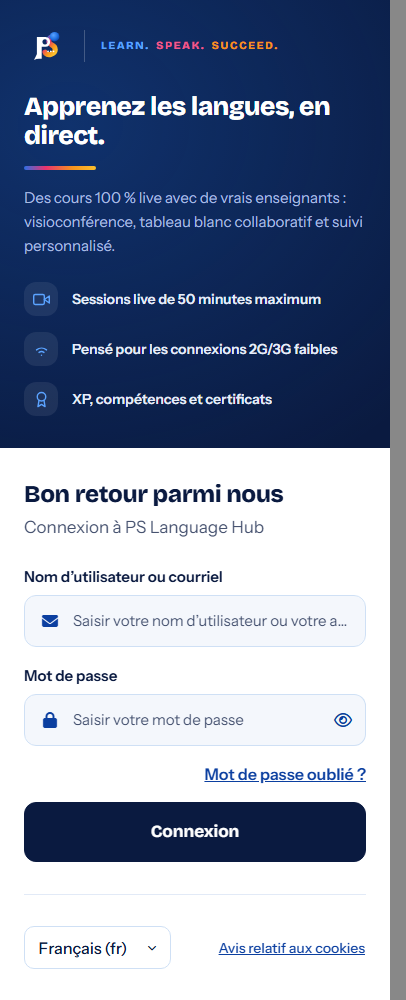 PS
LEARN. SPEAK. SUCCEED.
Apprenez les langues, en
direct.
Des cours 100 % live avec de vrais enseignants :
visioconférence, tableau blanc collaboratif et suivi
personnalisé.
Sessions live de 50 minutes maximum
Pensé pour les connexions 2G/3G faibles
XP, compétences et certificats
Bon retour parmi nous
Connexion à PS Language Hub
Nom d’utilisateur ou courriel
Saisir votre nom d’utilisateur ou votre a...
Mot de passe
Saisir votre mot de passe
Mot de passe oublié ?
Connexion
Français (fr)
Avis relatif aux cookies